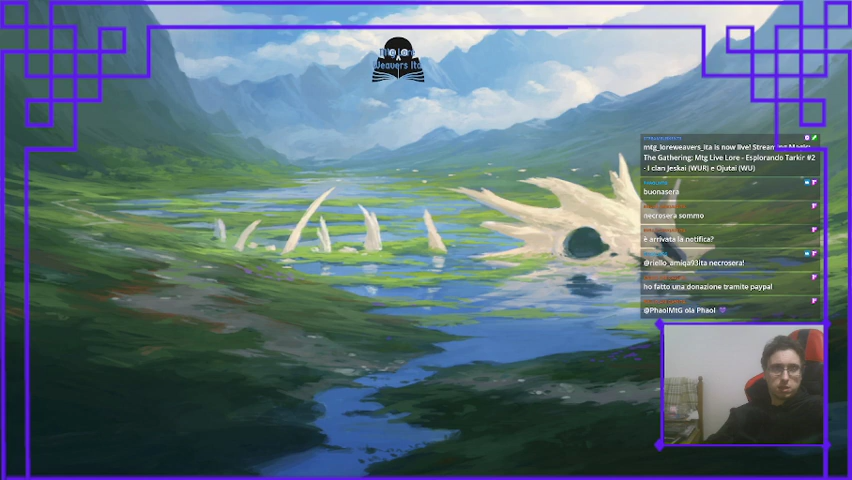 Mtg Lore
Weavers Ita
mtg_loreweavers_ita is now live! Streaming Magic:
The Gathering: Mtg Live Lore - Esplorando Tarkir #2
- I clan Jeskai (WUR) e Ojutai (WU)
buonasera
necrosera sommo
è arrivata la notifica?
@riello_amiga93ita necrosera!
ho fatto una donazione tramite paypal
@PhaolMtG ola Phaol